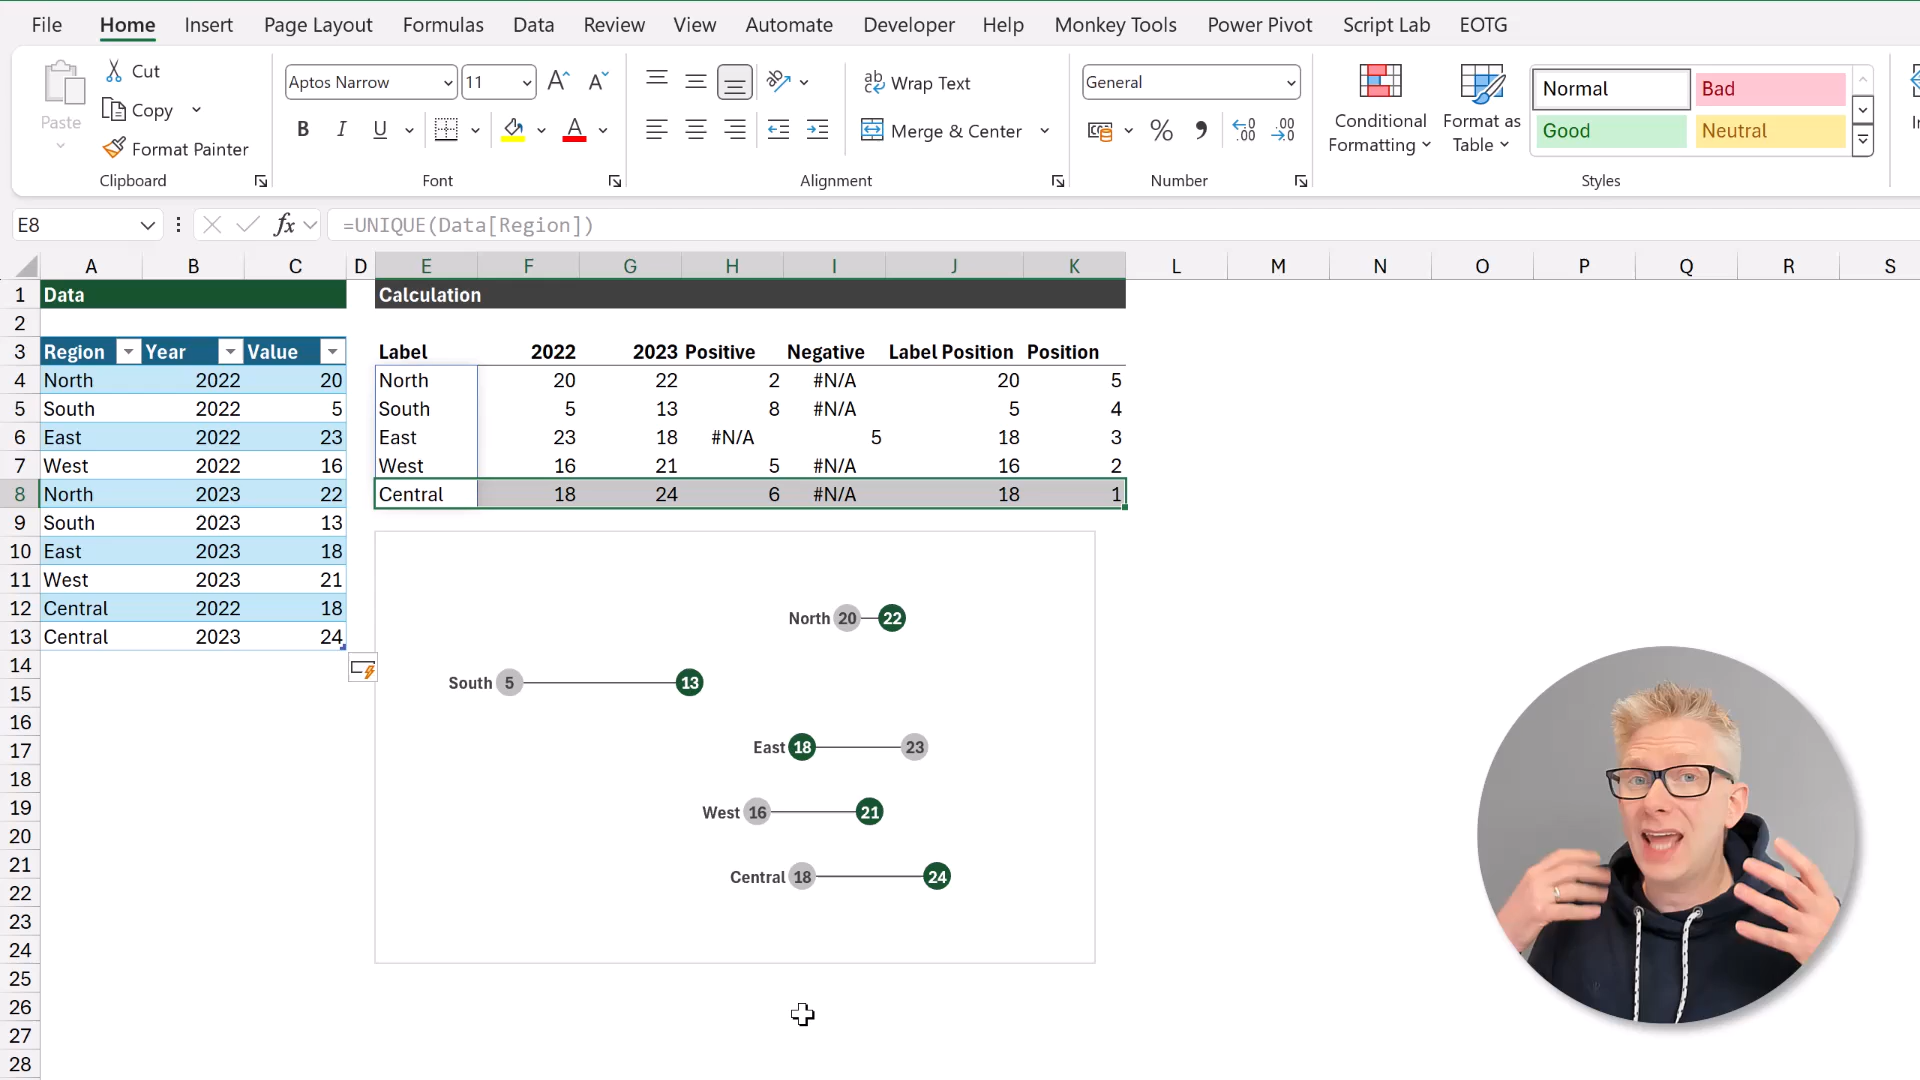 File Home Insert Page Layout Formulas Data Review View Automate Developer Help Monkey Tools Power Pivot Script Lab EOTG
Paste
Cut
Copy
Format Painter
Clipboard
Aptos Narrow 11 A A
B I U A
Font
Wrap Text
Merge & Center
Alignment
General
% , .00 .00
Number
Conditional Formatting
Format as Table
Normal Bad
Good Neutral
Styles
E8 fx =UNIQUE(Data[Region])
A B C D E F G H I J K L M N O P Q R S
1 Data Calculation
2
3 Region Year Value Label 2022 2023 Positive Negative Label Position Position
4 North 2022 20 North 20 22 2 #N/A 20 5
5 South 2022 5 South 5 13 8 #N/A 5 4
6 East 2022 23 East 23 18 #N/A 5 18 3
7 West 2022 16 West 16 21 5 #N/A 16 2
8 North 2023 22 Central 18 24 6 #N/A 18 1
9 South 2023 13
10 East 2023 18
11 West 2023 21
12 Central 2022 18
13 Central 2023 24
14
15
16
17
18
19
20
21
22
23
24
25
26
27
28
North 20 22
South 5 13
East 18 23
West 16 21
Central 18 24